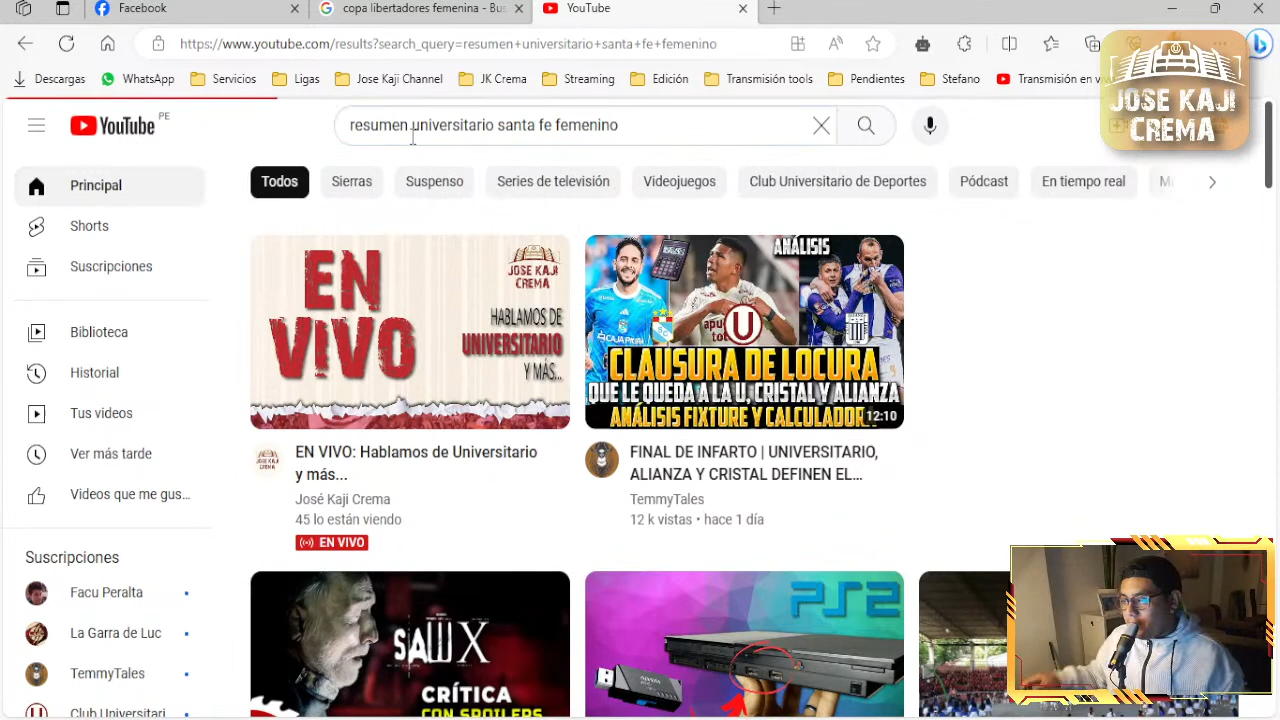 Facebook
copa libertadores femenina - Bus
YouTube
https://www.youtube.com/results?search_query=resumen+universitario+santa+fe+femenino
Descargas
WhatsApp
Servicios
Ligas
Jose Kaji Channel
JK Crema
Streaming
Edición
Transmisión tools
Pendientes
Stefano
Transmisión en v
JOSE KAJI
CREMA
YouTube PE
resumen universitario santa fe femenino
Todos
Sierras
Suspenso
Series de televisión
Videojuegos
Club Universitario de Deportes
Pódcast
En tiempo real
Principal
Shorts
Suscripciones
Biblioteca
Historial
Tus videos
Ver más tarde
Videos que me gus...
Suscripciones
Facu Peralta
La Garra de Luc
TemmyTales
Club Universitari
EN
VIVO
JOSE KAJI
CREMA
HABLAMOS DE
UNIVERSITARIO
Y MÁS...
EN VIVO: Hablamos de Universitario
y más...
José Kaji Crema
45 lo están viendo
EN VIVO
ANÁLISIS
CLAUSURA DE LOCURA
QUE LE QUEDA A LA U, CRISTAL Y ALIANZA
ANÁLISIS FIXTURE Y CALCULADOR
12:10
FINAL DE INFARTO | UNIVERSITARIO,
ALIANZA Y CRISTAL DEFINEN EL...
TemmyTales
12 k vistas • hace 1 día
SAW X
CRÍTICA
CON SPOILERS
PS2